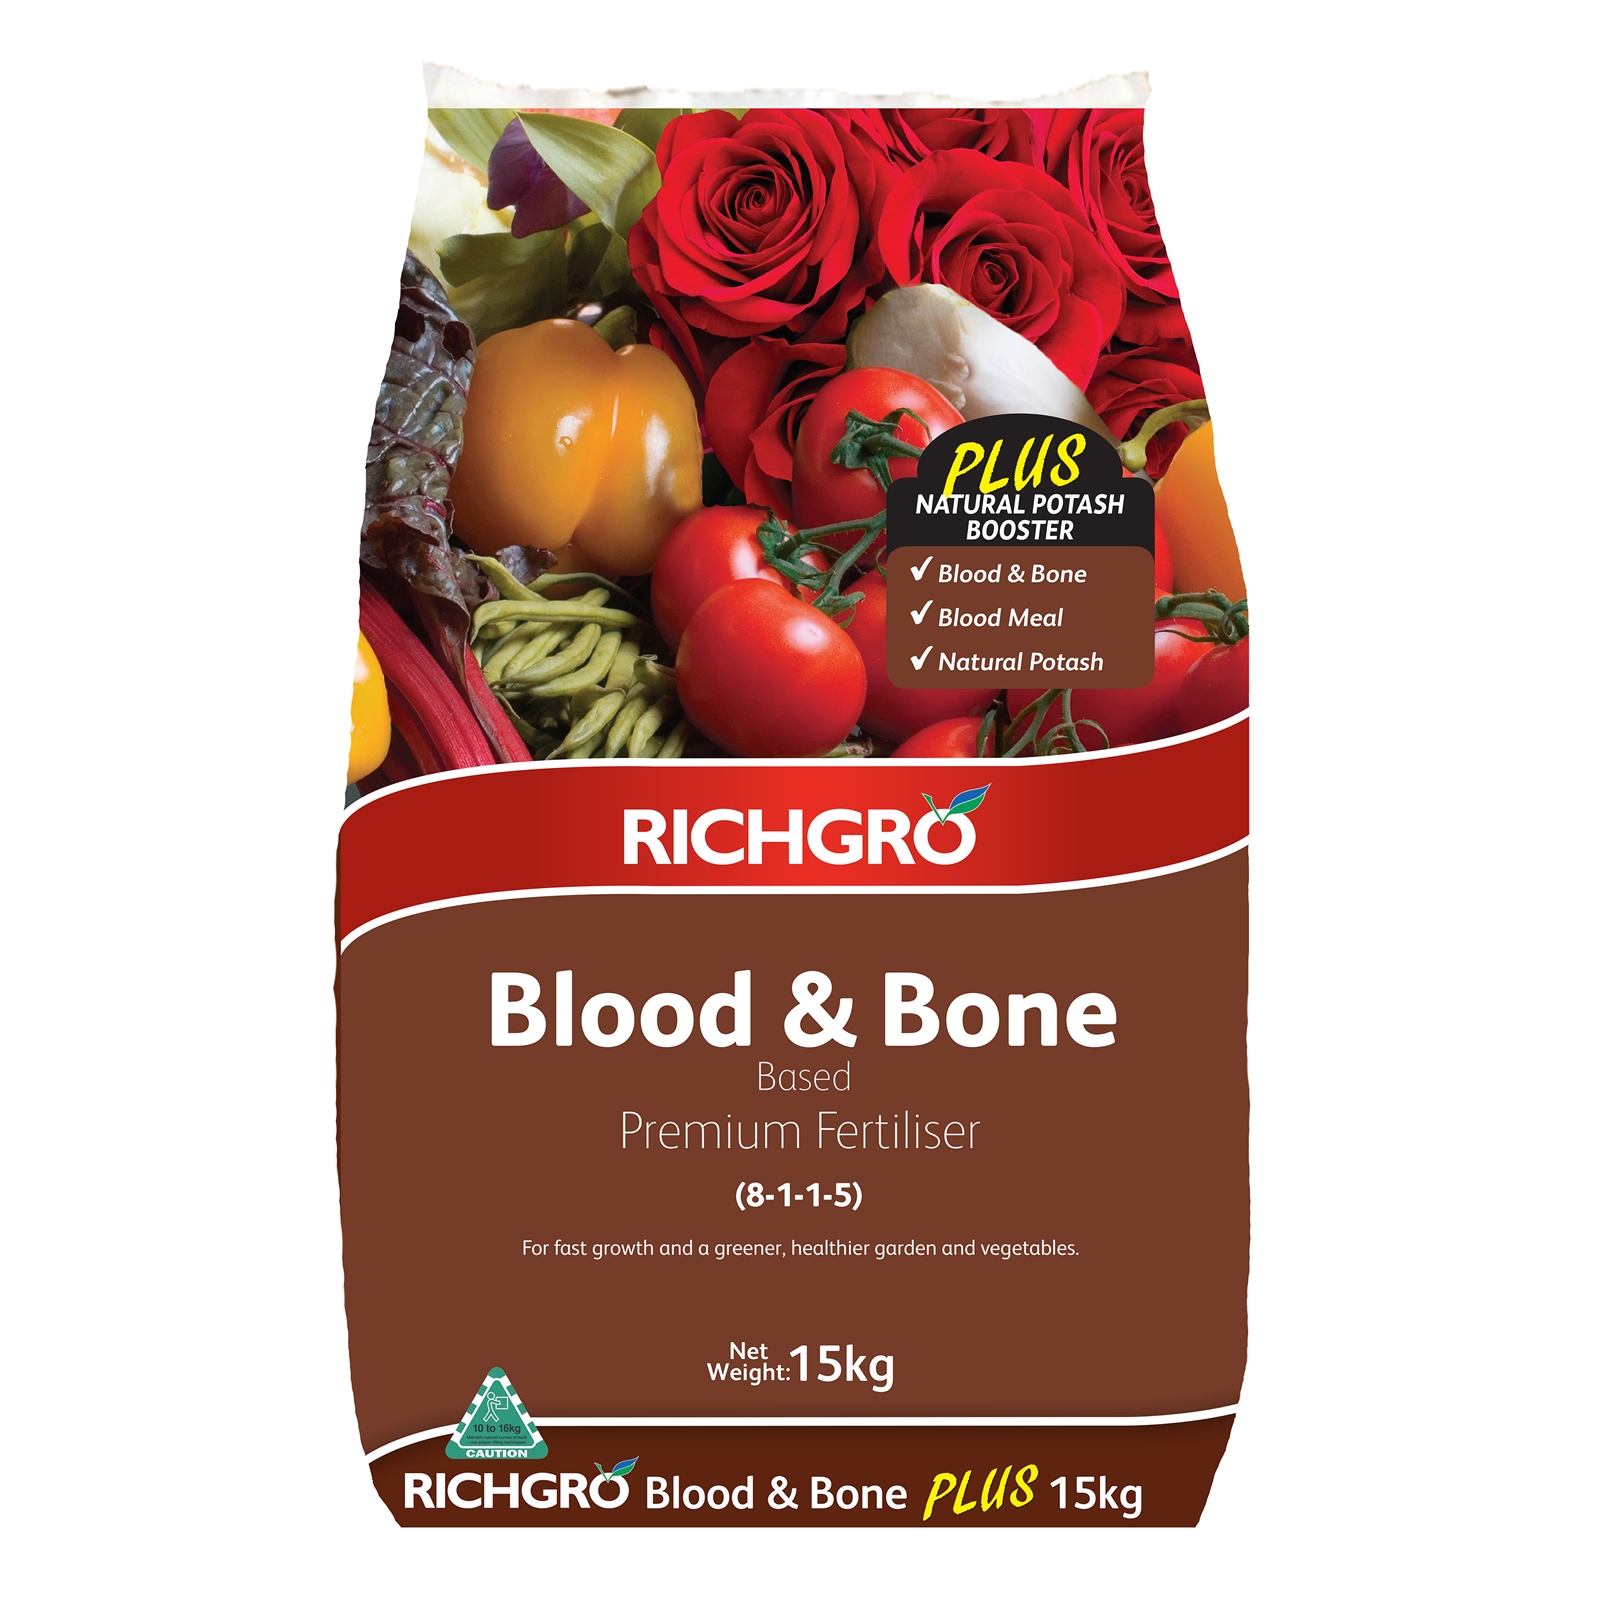 PLUS
NATURAL POTASH
BOOSTER
✓ Blood & Bone
✓ Blood Meal
✓ Natural Potash
RICHGRO
Blood & Bone
Based
Premium Fertiliser
(8-1-1-5)
For fast growth and a greener, healthier garden and vegetables.
Net
Weight: 15kg
10 to 16kg
CAUTION
RICHGRO Blood & Bone PLUS 15kg